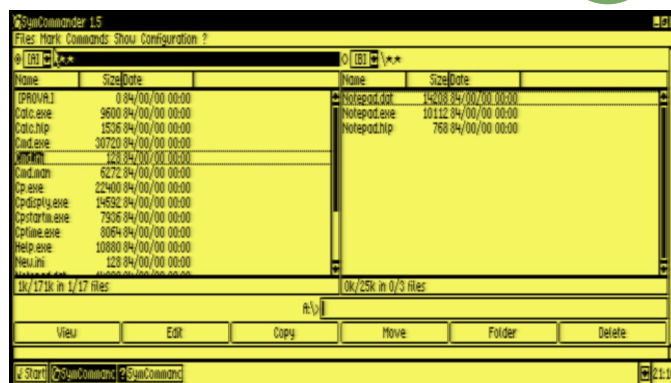 SymCommander 1.5
Files Mark Commands Show Configuration ?
[A] \*.*
[B] \*.*
Name Size Date
Name Size Date
[PROVA.] 0 84/00/00 00:00
Notepad.dat 14208 84/00/00 00:00
Calc.exe 9600 84/00/00 00:00
Notepad.exe 10112 84/00/00 00:00
Calc.hlp 1536 84/00/00 00:00
Notepad.hlp 768 84/00/00 00:00
Cmd.exe 30720 84/00/00 00:00
Cmd.ini 128 84/00/00 00:00
Cmd.man 6272 84/00/00 00:00
Cp.exe 22400 84/00/00 00:00
Cpdisply.exe 14592 84/00/00 00:00
Cpstartm.exe 7936 84/00/00 00:00
Cptime.exe 8064 84/00/00 00:00
Help.exe 10880 84/00/00 00:00
New.ini 128 84/00/00 00:00
1k/171k in 1/17 files
0k/25k in 0/3 files
A:\>
View Edit Copy Move Folder Delete
Start SymCommand ? SymCommand